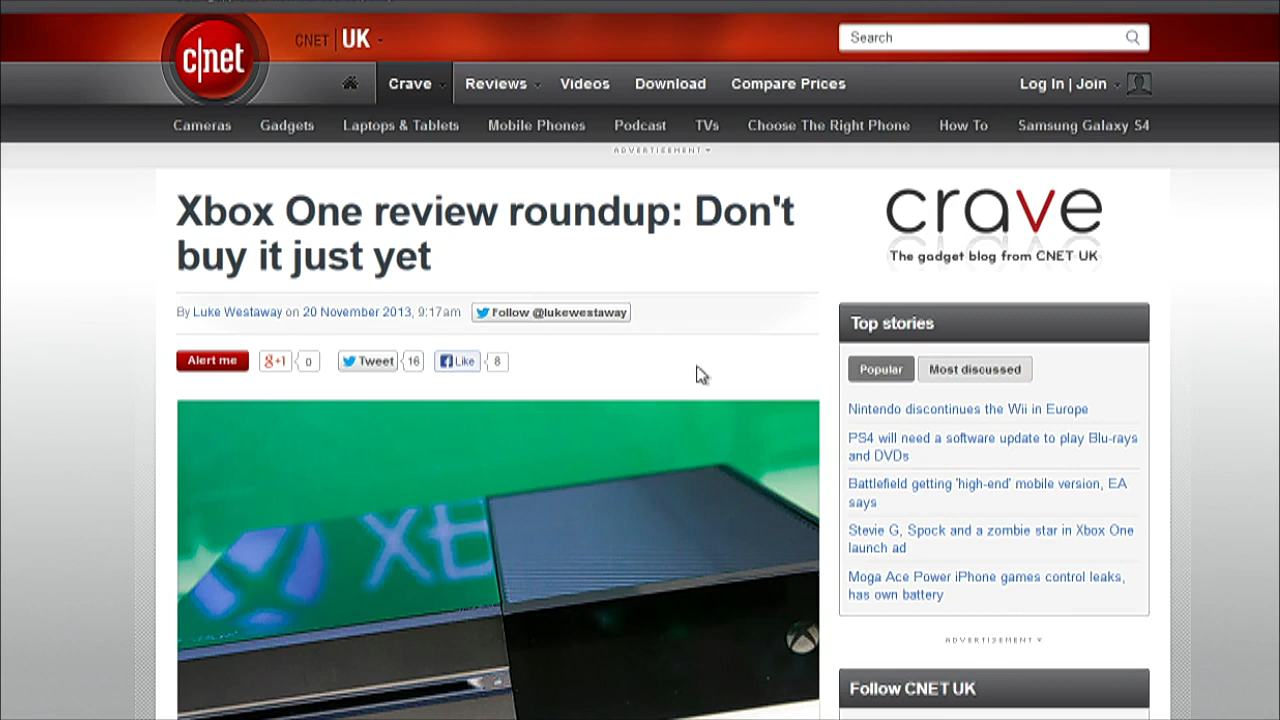 CNET | UK
c|net
Search
Crave
Reviews
Videos
Download
Compare Prices
Log In | Join
Cameras
Gadgets
Laptops & Tablets
Mobile Phones
Podcast
TVs
Choose The Right Phone
How To
Samsung Galaxy S4
ADVERTISEMENT
Xbox One review roundup: Don't
buy it just yet
By Luke Westaway on 20 November 2013, 9:17am
Follow @lukewestaway
Alert me
g+1
0
Tweet
16
Like
8
XB
crave
The gadget blog from CNET UK
Top stories
Popular
Most discussed
Nintendo discontinues the Wii in Europe
PS4 will need a software update to play Blu-rays
and DVDs
Battlefield getting 'high-end' mobile version, EA
says
Stevie G, Spock and a zombie star in Xbox One
launch ad
Moga Ace Power iPhone games control leaks,
has own battery
ADVERTISEMENT
Follow CNET UK